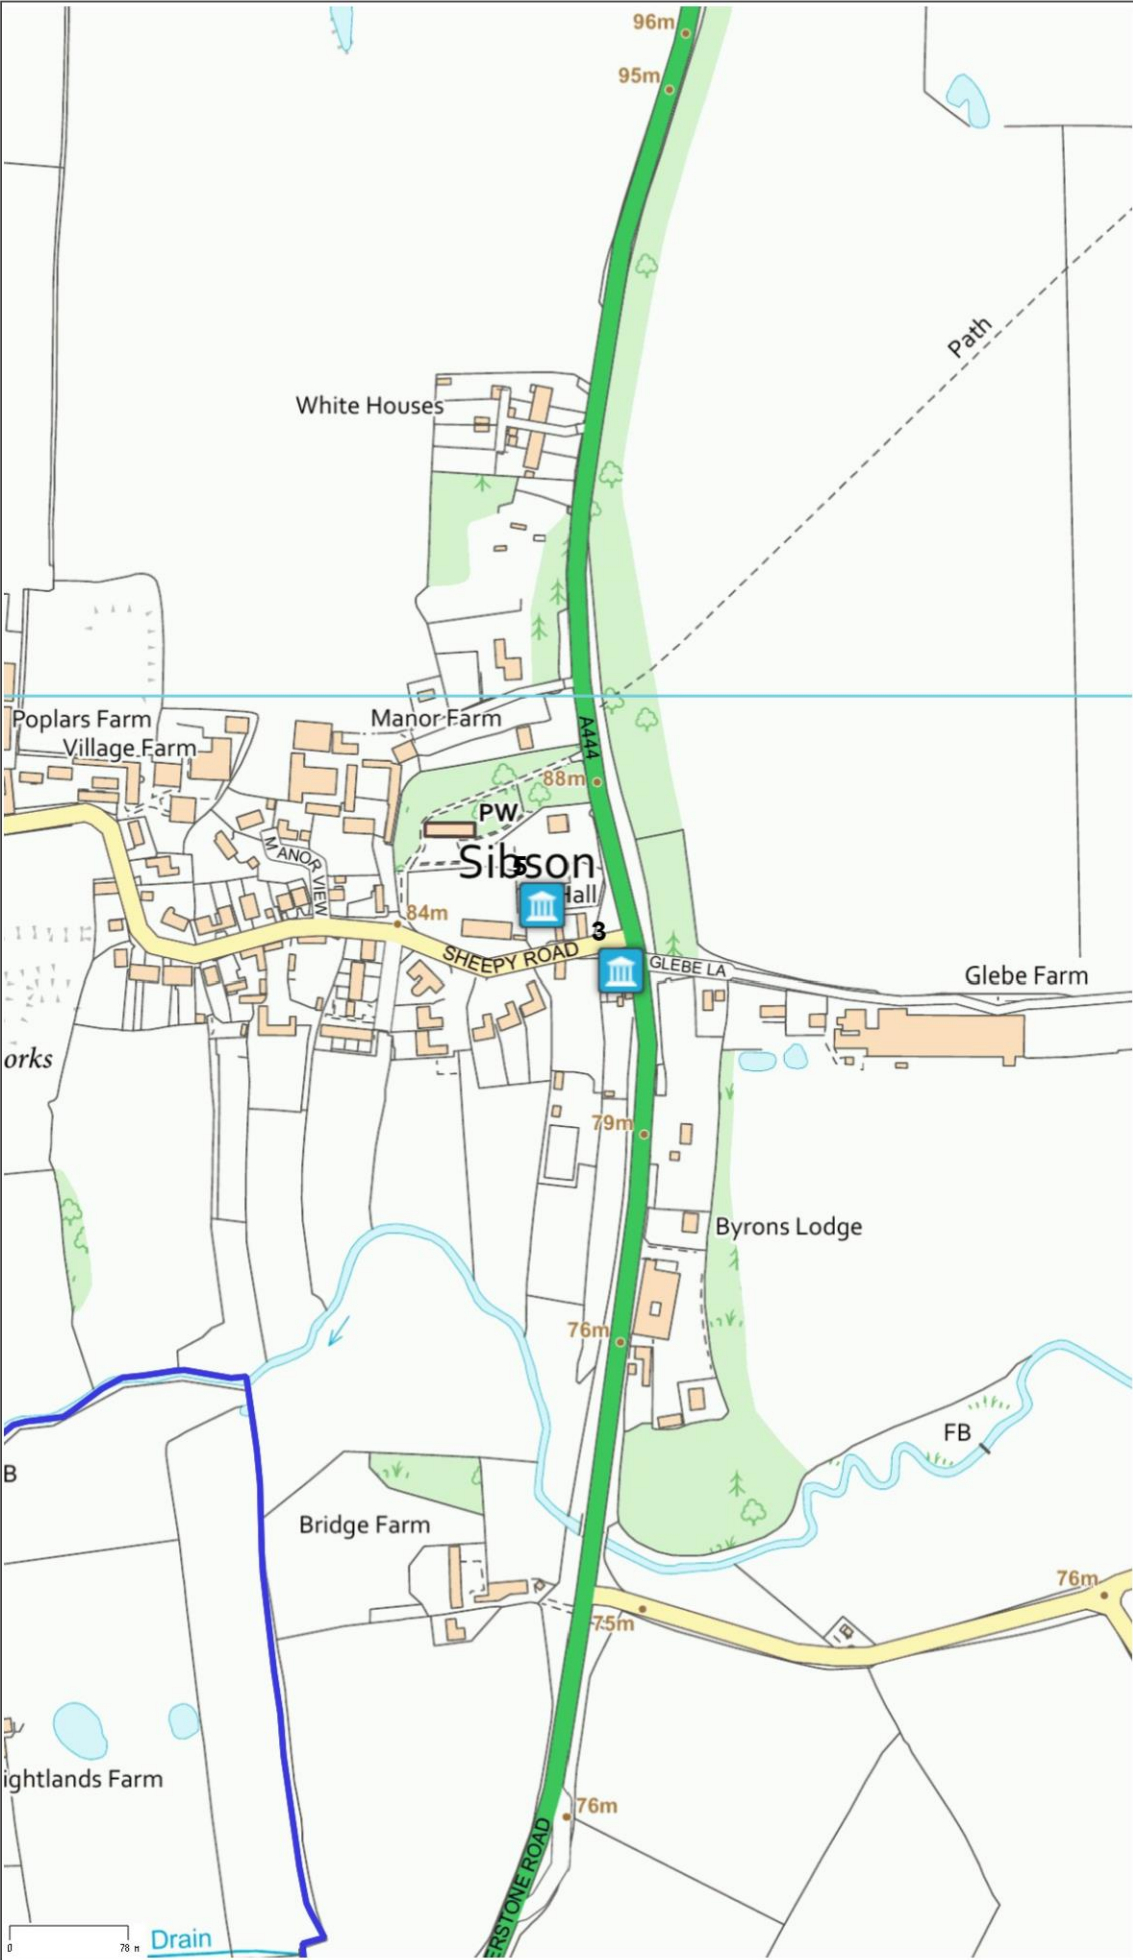 96m
95m
Path
White Houses
Poplars Farm
Village Farm
Manor Farm
A444
88m
PW
Sibson
5
Hall
MANOR VIEW
84m
3
SHEEPY ROAD
GLEBE LA
Glebe Farm
orks
79m
Byrons Lodge
76m
FB
B
Bridge Farm
76m
75m
ightlands Farm
76m
ERSTONE ROAD
0
78 m
Drain